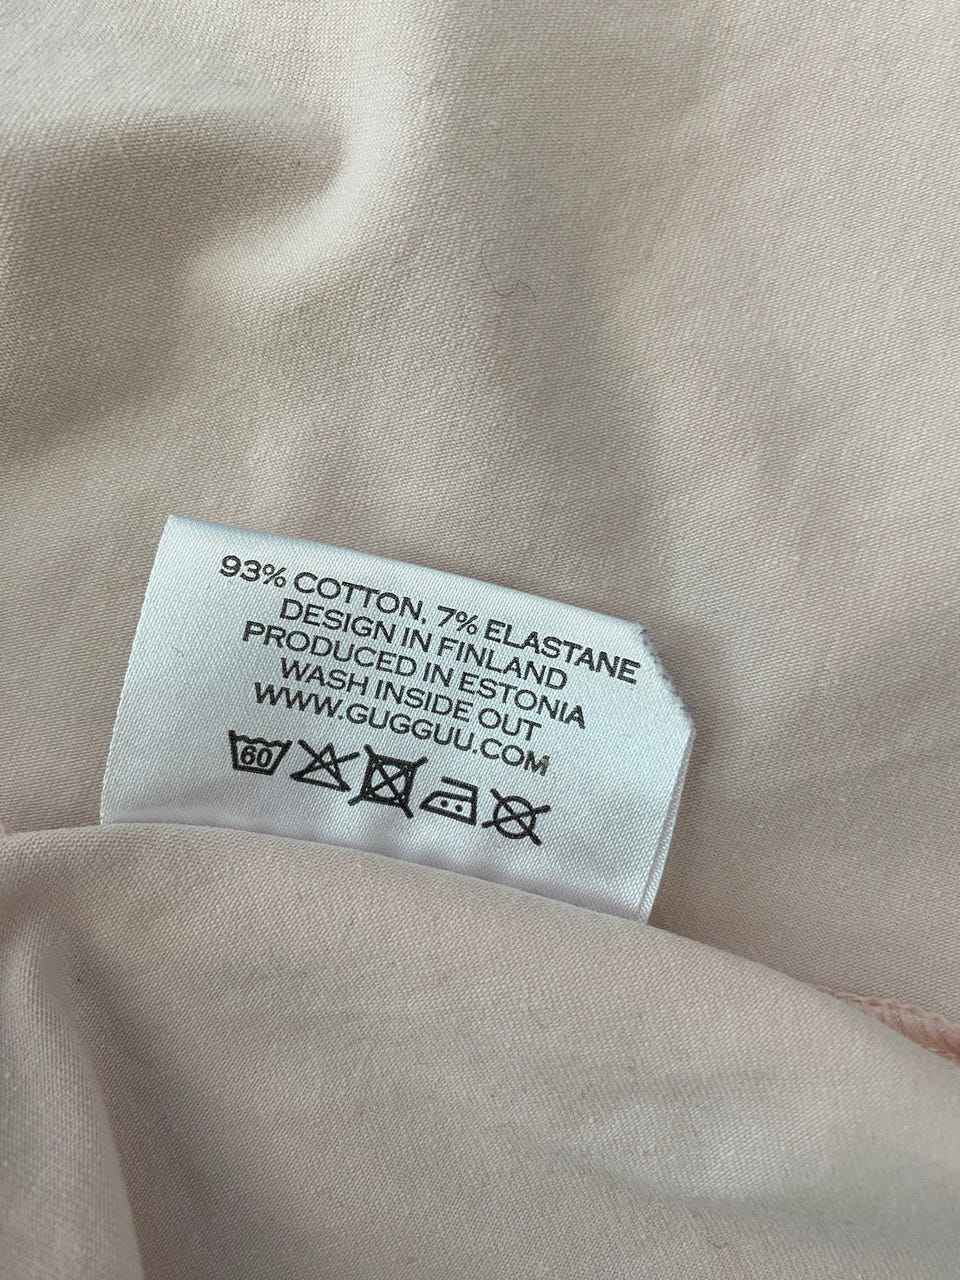 93% COTTON, 7% ELASTANE
DESIGN IN FINLAND
PRODUCED IN ESTONIA
WASH INSIDE OUT
WWW.GUGGUU.COM
60